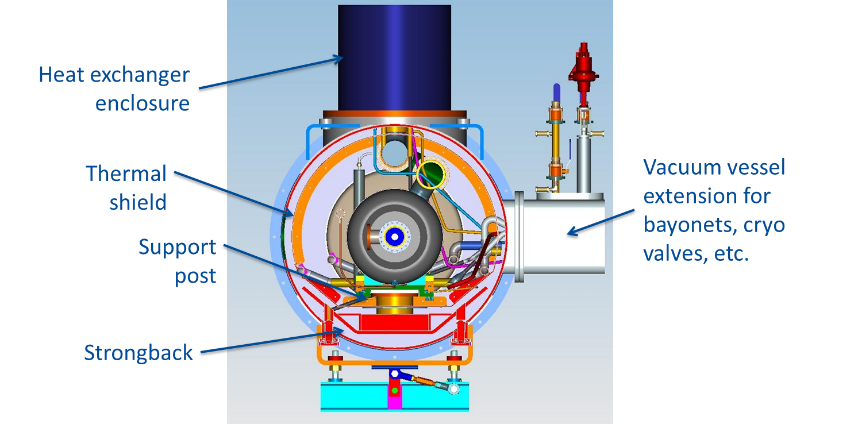 Heat exchanger
enclosure
Thermal
shield
Support
post
Strongback
Vacuum vessel
extension for
bayonets, cryo
valves, etc.